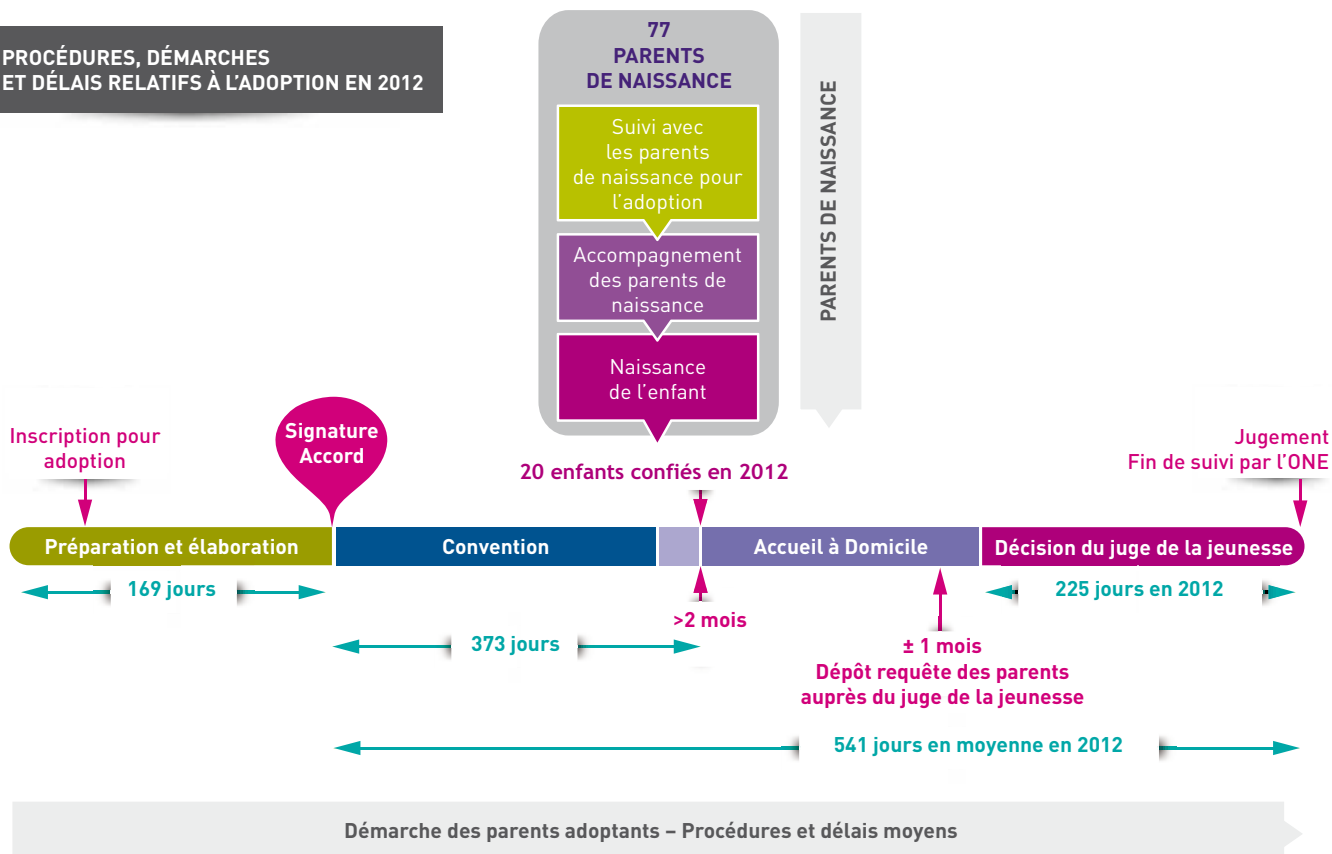 PROCÉDURES, DÉMARCHES
ET DÉLAIS RELATIFS À L’ADOPTION EN 2012
77
PARENTS
DE NAISSANCE
Suivi avec
les parents
de naissance pour
l’adoption
Accompagnement
des parents de
naissance
Naissance
de l’enfant
PARENTS DE NAISSANCE
Inscription pour
adoption
Signature
Accord
20 enfants confiés en 2012
Jugement
Fin de suivi par l’ONE
Préparation et élaboration
Convention
Accueil à Domicile
Décision du juge de la jeunesse
169 jours
225 jours en 2012
>2 mois
373 jours
± 1 mois
Dépôt requête des parents
auprès du juge de la jeunesse
541 jours en moyenne en 2012
Démarche des parents adoptants – Procédures et délais moyens